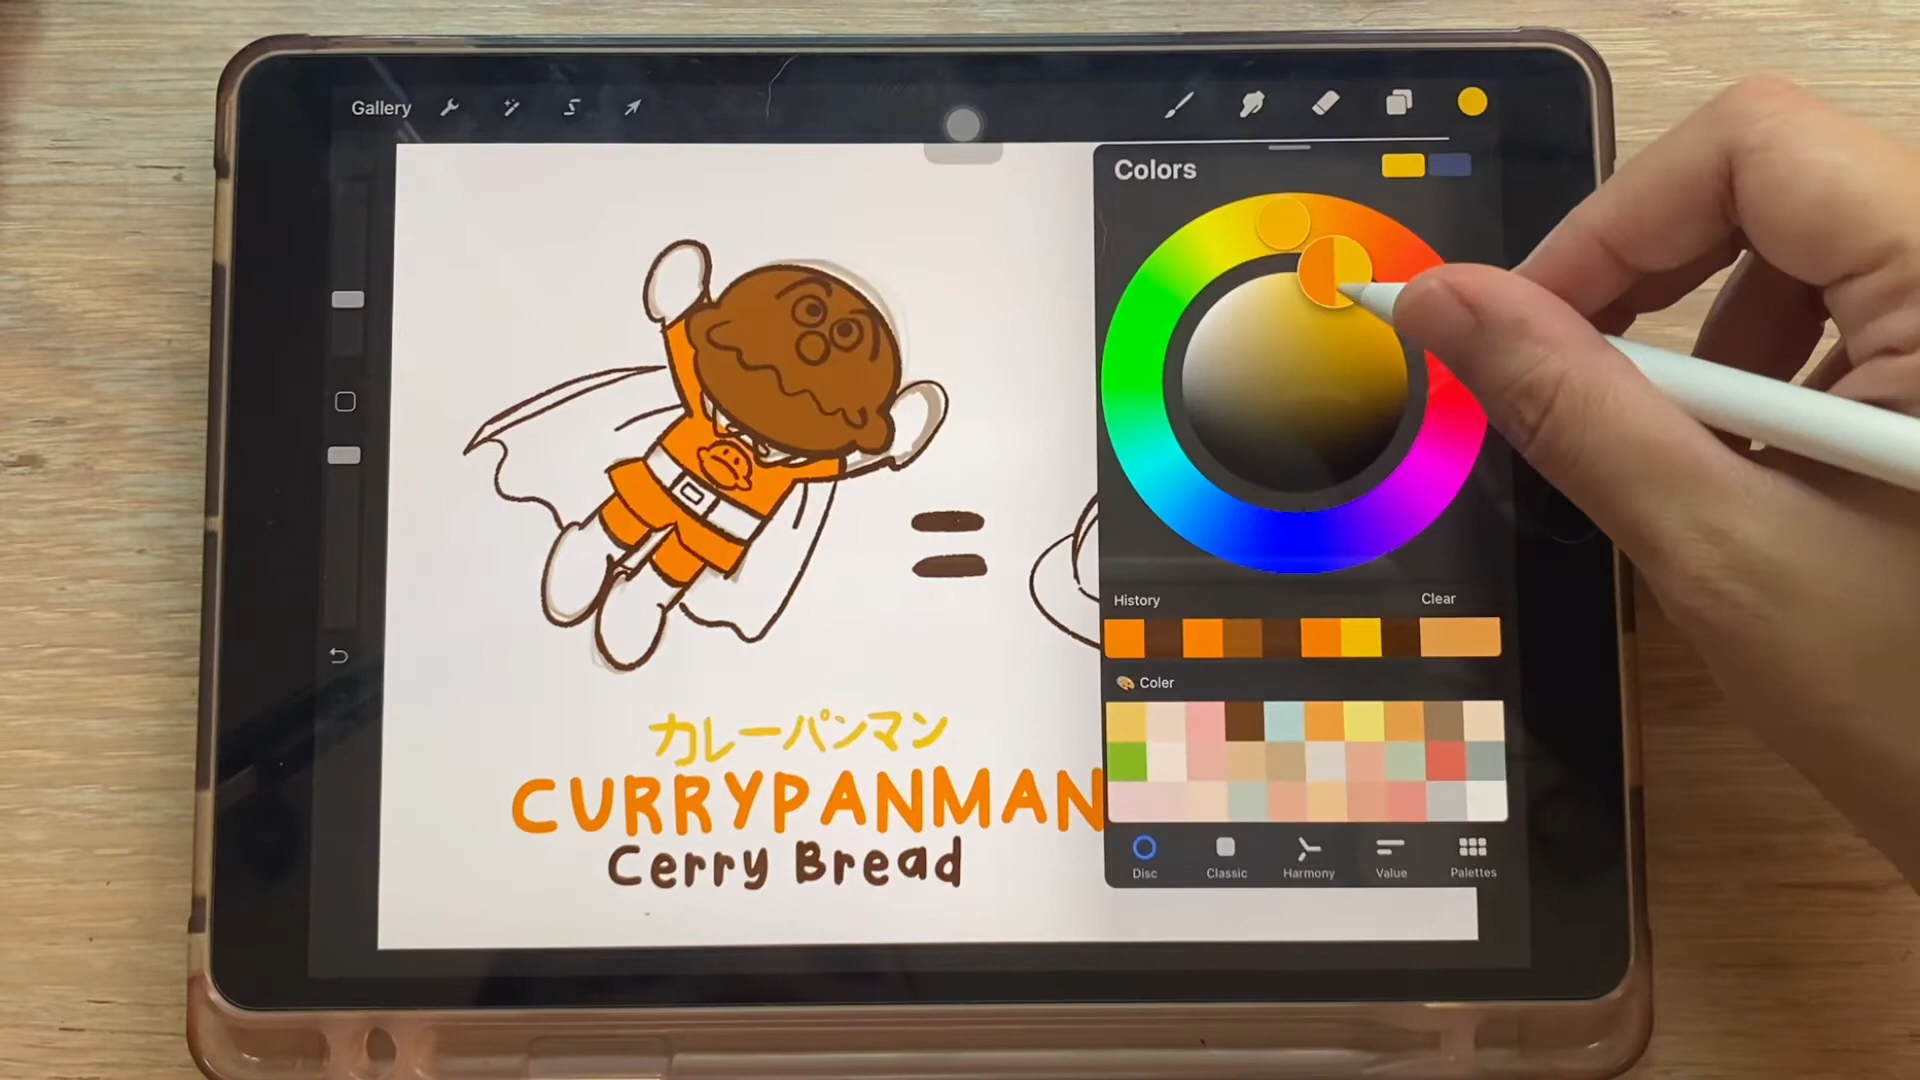 Gallery
Colors
History
Clear
Color
カレーパンマン
CURRYPANMAN
Cerry Bread
Disc
Classic
Harmony
Value
Palettes